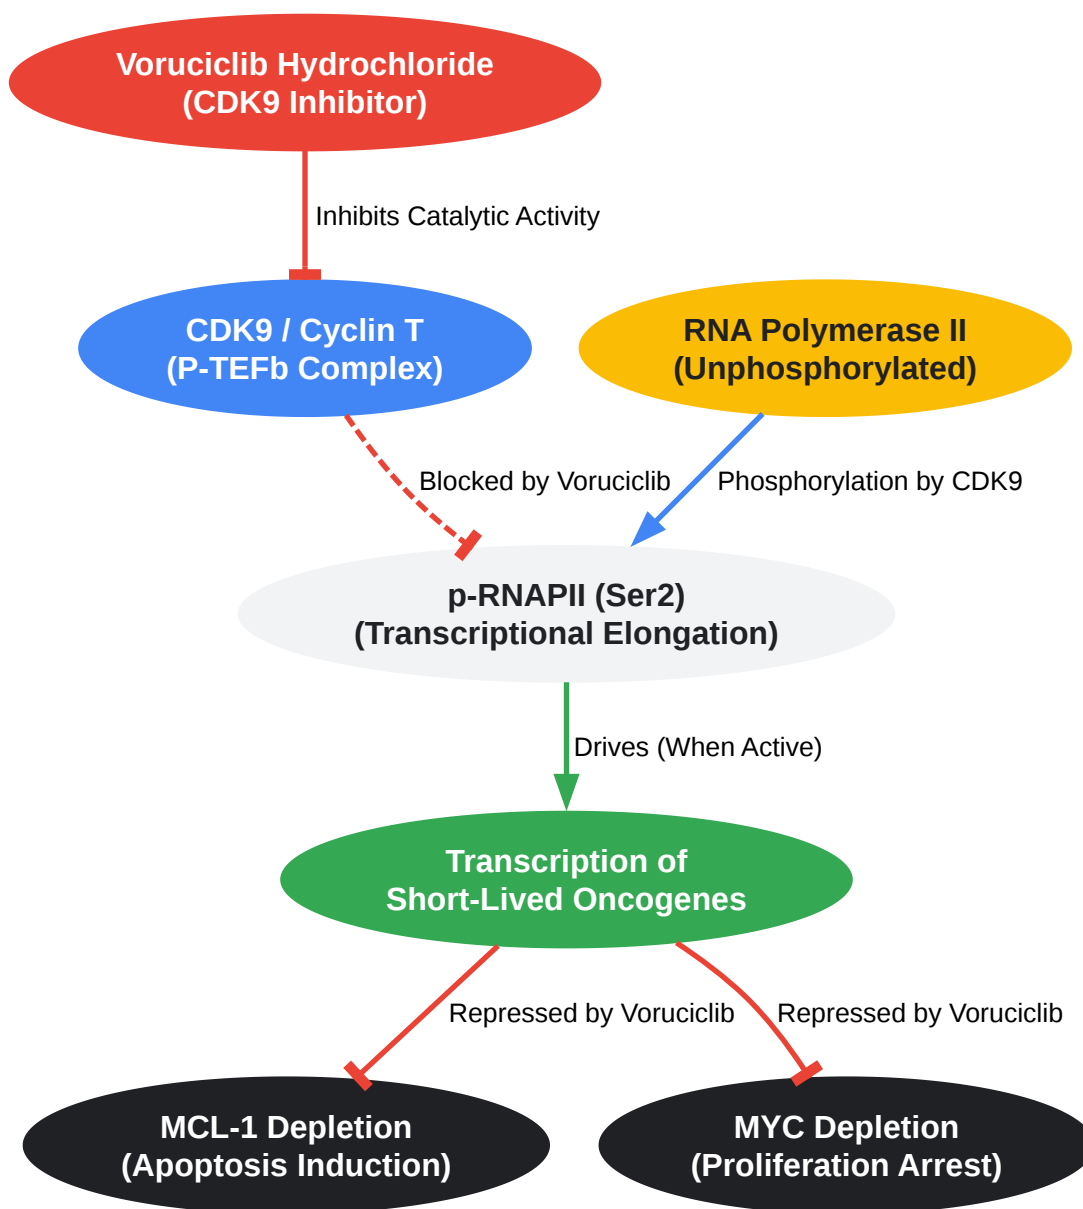 Voruciclib Hydrochloride
(CDK9 Inhibitor)
Inhibits Catalytic Activity
CDK9 / Cyclin T
(P-TEFb Complex)
RNA Polymerase II
(Unphosphorylated)
Blocked by Voruciclib
Phosphorylation by CDK9
p-RNAPII (Ser2)
(Transcriptional Elongation)
Drives (When Active)
Transcription of
Short-Lived Oncogenes
Repressed by Voruciclib
Repressed by Voruciclib
MCL-1 Depletion
(Apoptosis Induction)
MYC Depletion
(Proliferation Arrest)